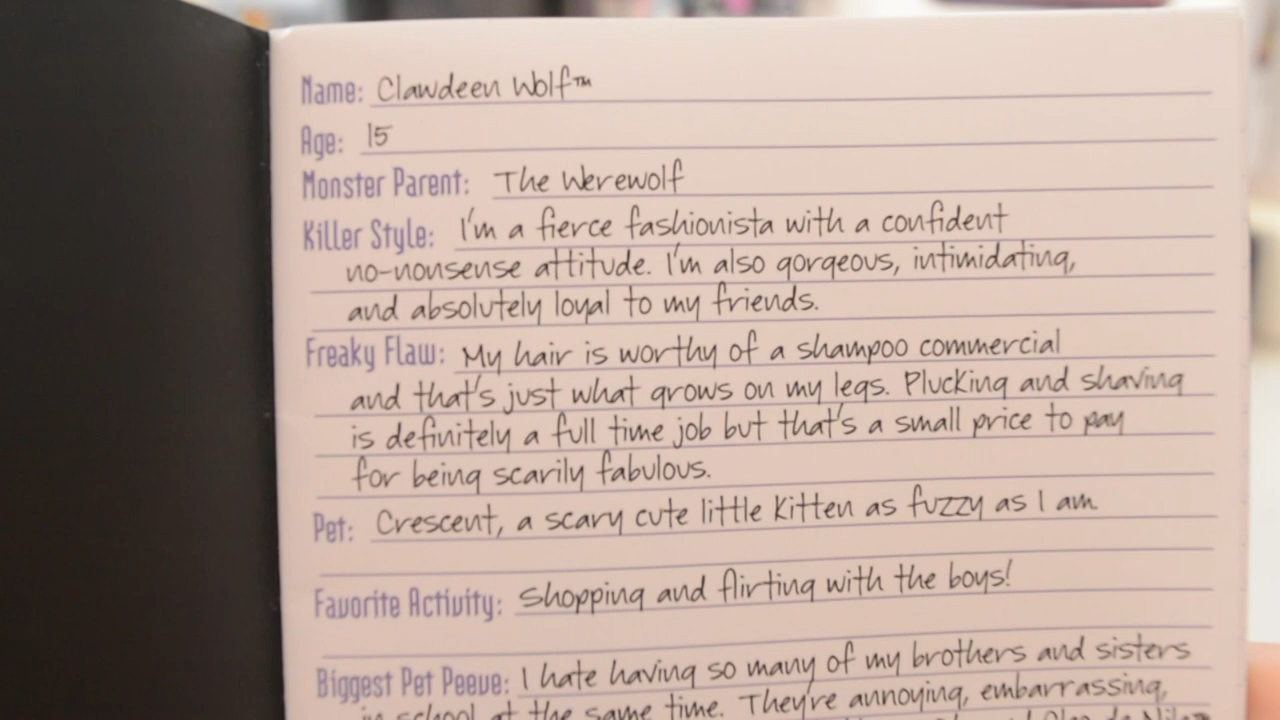 Name: Clawdeen Wolf™
Age: 15
Monster Parent: The Werewolf
Killer Style: I'm a fierce fashionista with a confident
no-nonsense attitude. I'm also gorgeous, intimidating,
and absolutely loyal to my friends.
Freaky Flaw: My hair is worthy of a shampoo commercial
and that's just what grows on my legs. Plucking and shaving
is definitely a full time job but that's a small price to pay
for being scarily fabulous.
Pet: Crescent, a scary cute little kitten as fuzzy as I am.
Favorite Activity: Shopping and flirting with the boys!
Biggest Pet Peeve: I hate having so many of my brothers and sisters
in school at the same time. They're annoying, embarrassing,